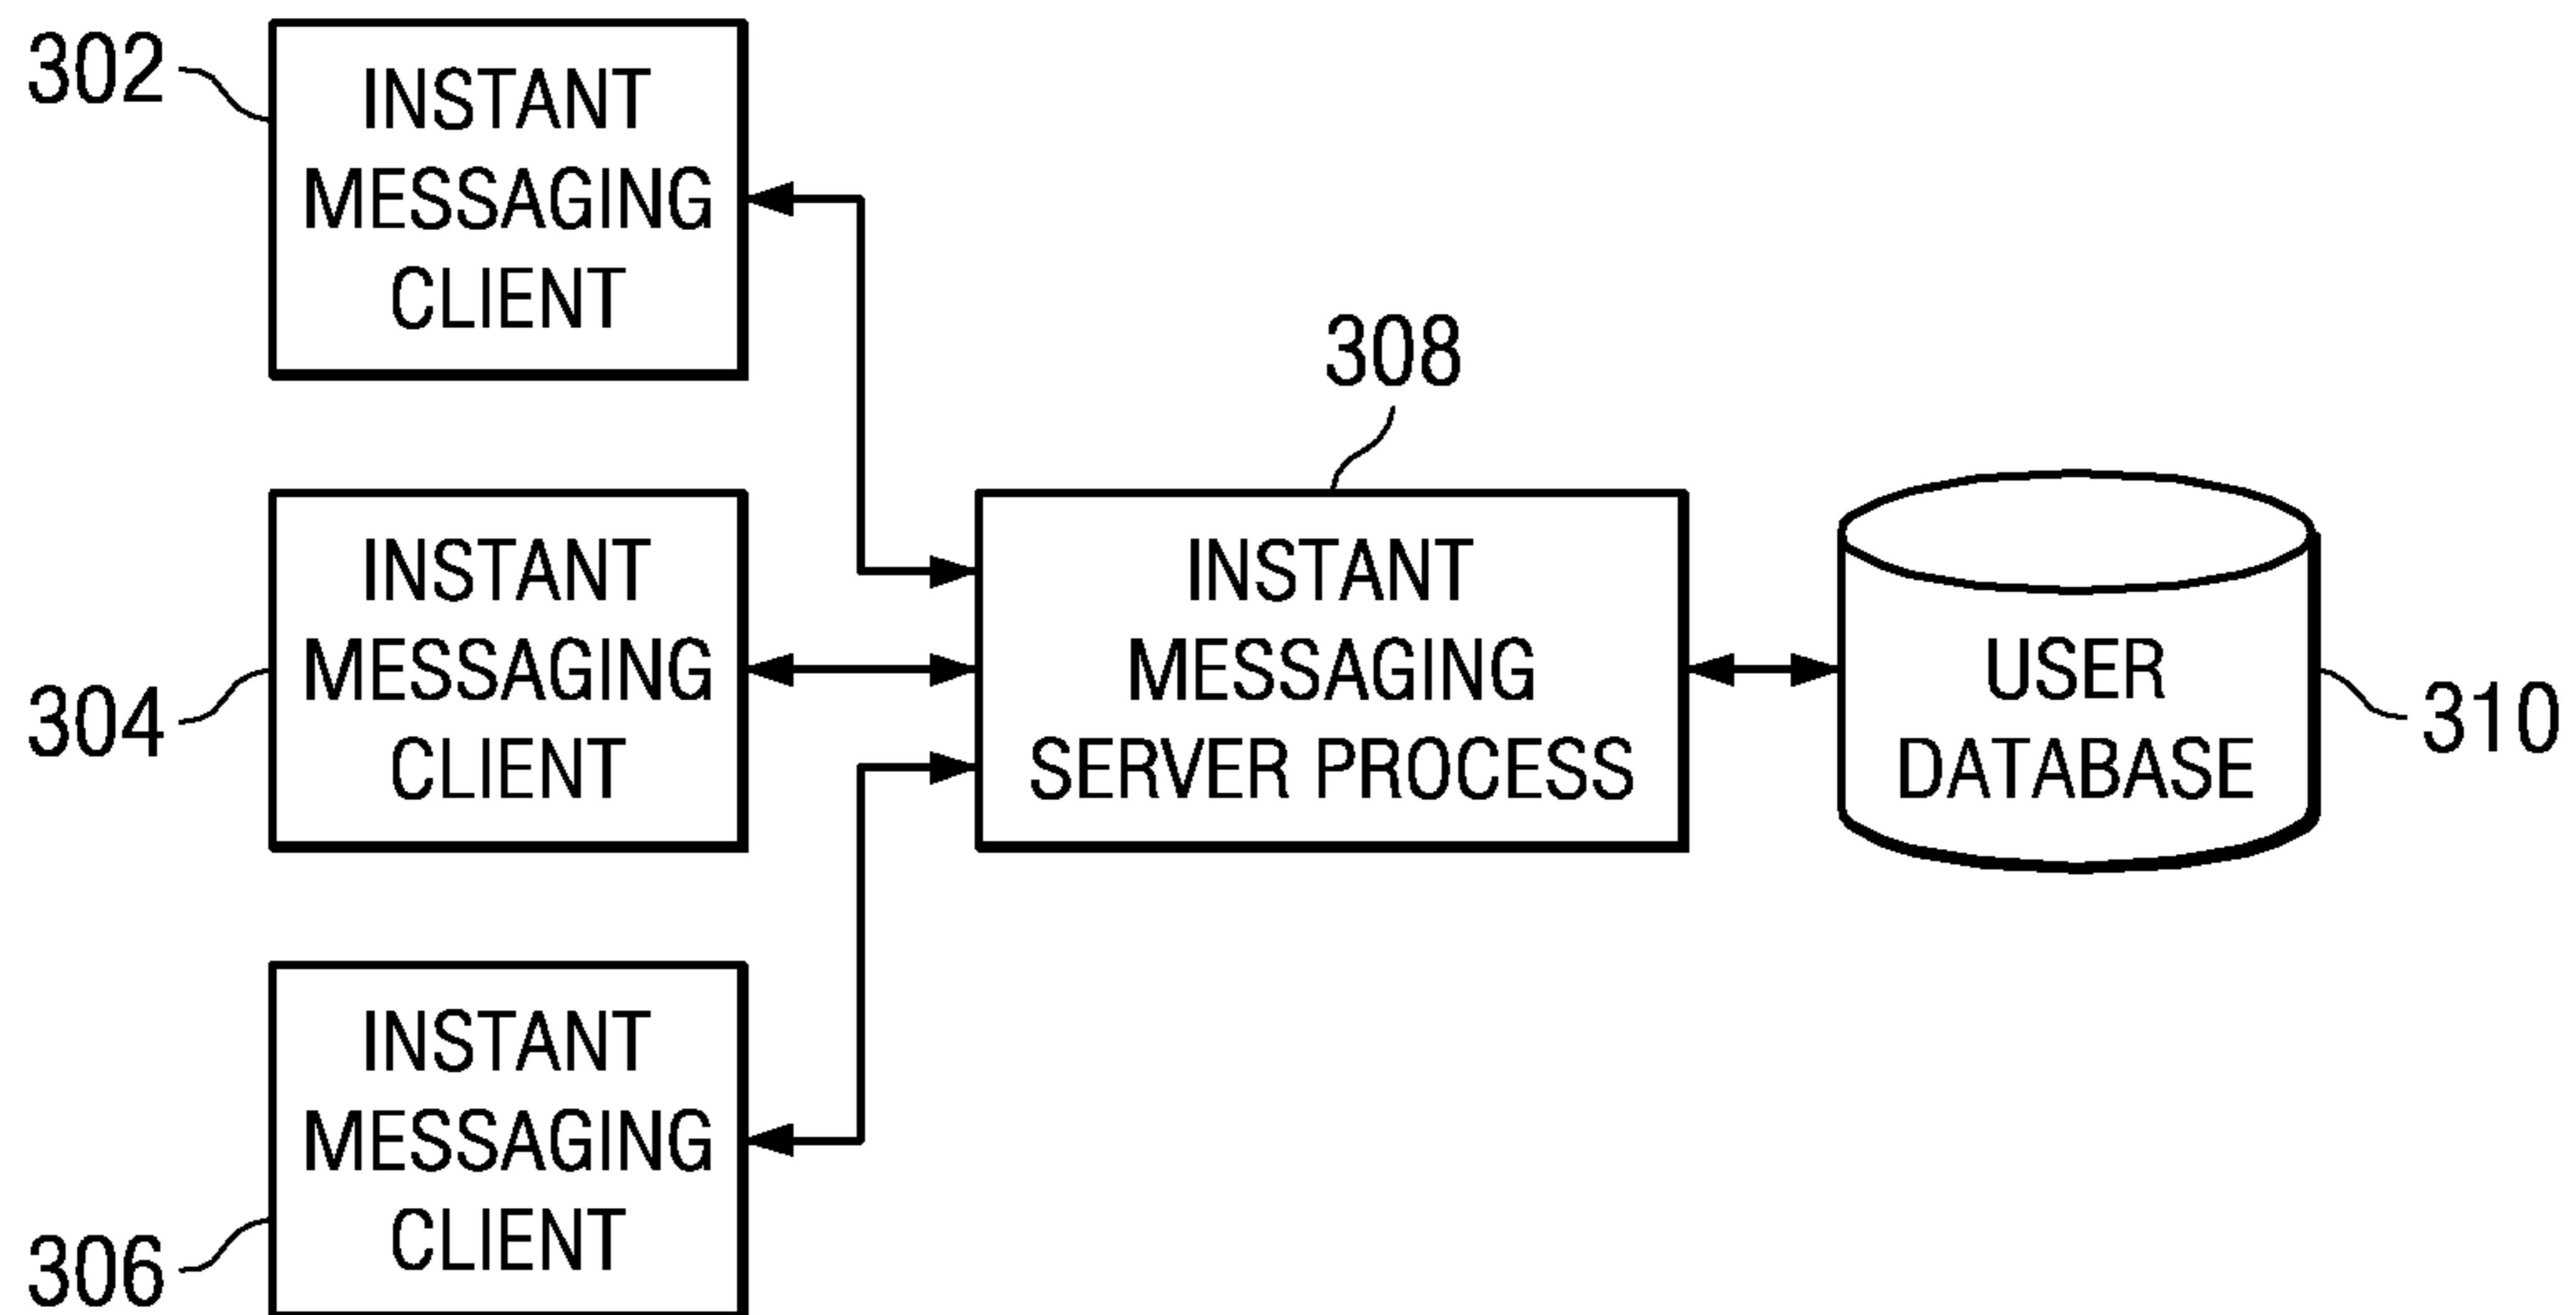 302
INSTANT
MESSAGING
CLIENT
308
304
INSTANT
MESSAGING
CLIENT
INSTANT
MESSAGING
SERVER PROCESS
USER
DATABASE
310
306
INSTANT
MESSAGING
CLIENT